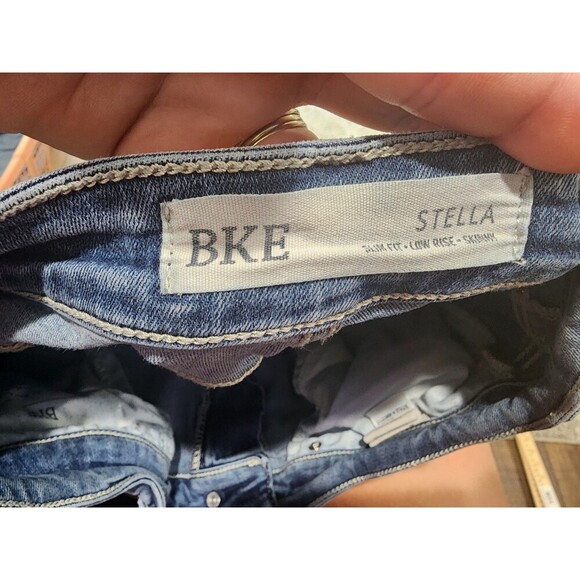 BKE
STELLA
SLIM FIT • LOW RISE • SKINNY